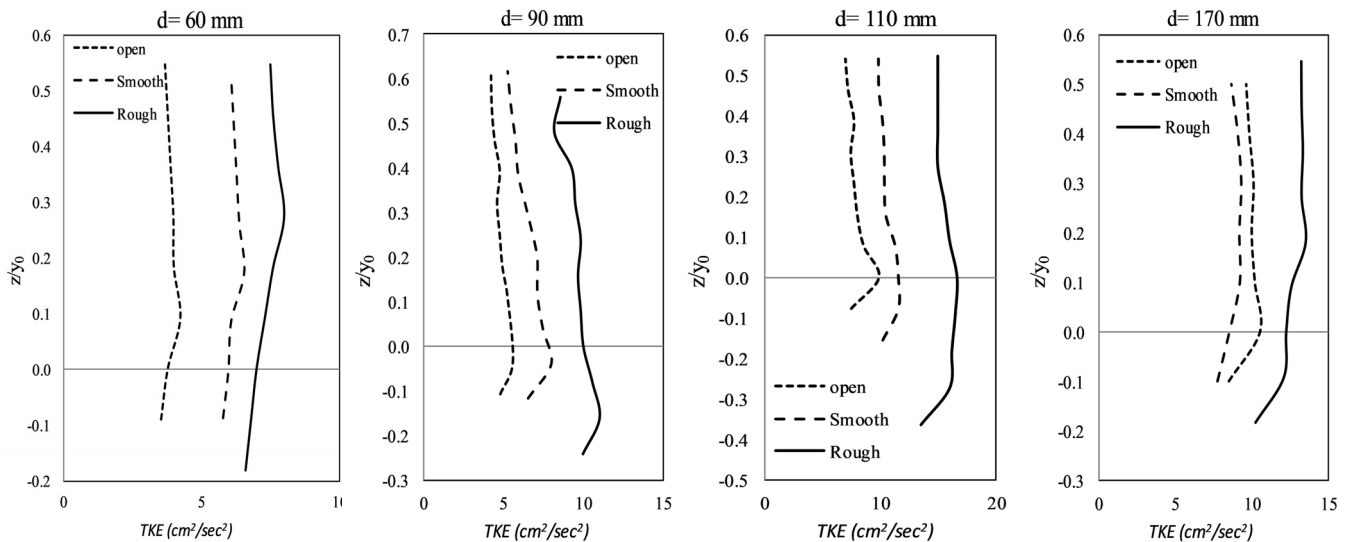 d= 60 mm
0.6
0.5
0.4
0.3
0.2
0.1
0.0
-0.1
-0.2
z/y0
open
Smooth
Rough
0
5
10
TKE (cm²/sec²)
d= 90 mm
0.7
0.6
0.5
0.4
0.3
0.2
0.1
0.0
-0.1
-0.2
-0.3
z/y0
open
Smooth
Rough
0
5
10
15
TKE (cm²/sec²)
d= 110 mm
0.6
0.5
0.4
0.3
0.2
0.1
0.0
-0.1
-0.2
-0.3
-0.4
-0.5
z/y0
open
Smooth
Rough
0
10
20
TKE (cm²/sec²)
d= 170 mm
0.6
0.5
0.4
0.3
0.2
0.1
0.0
-0.1
-0.2
-0.3
z/y0
open
Smooth
Rough
0
5
10
15
TKE (cm²/sec²)